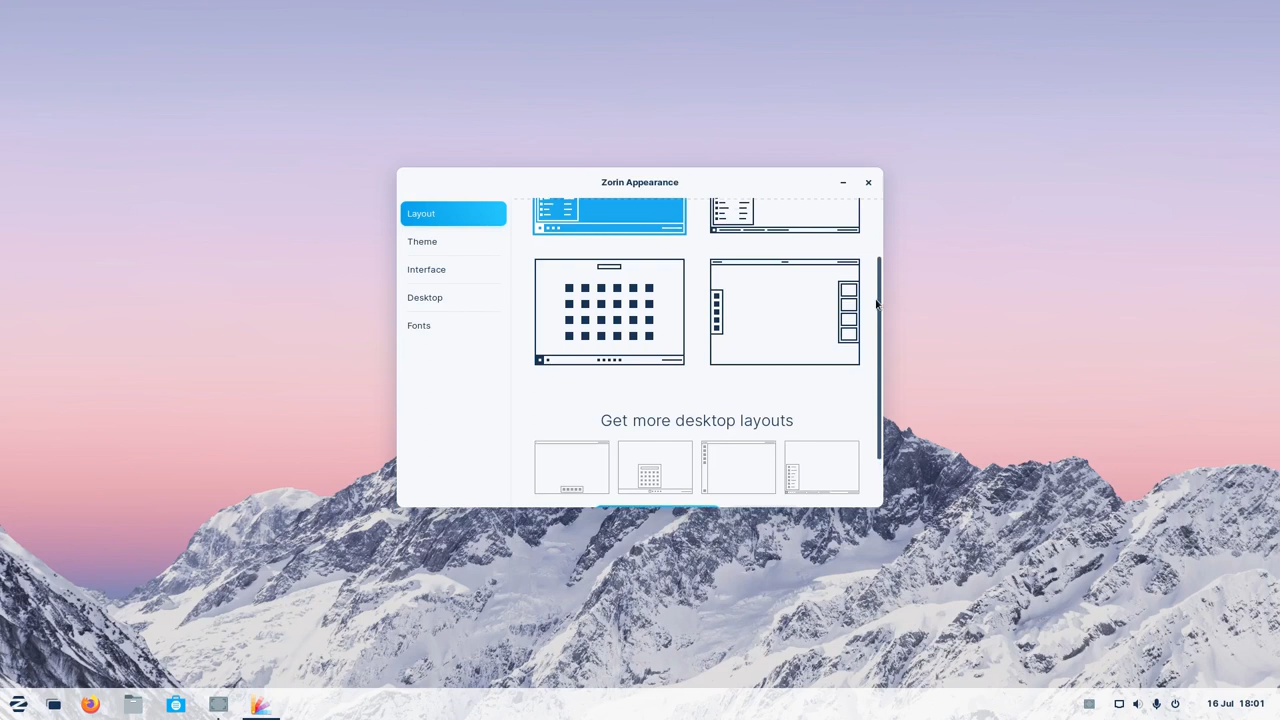 Zorin Appearance
Layout
Theme
Interface
Desktop
Fonts
Get more desktop layouts
16 Jul 18:01